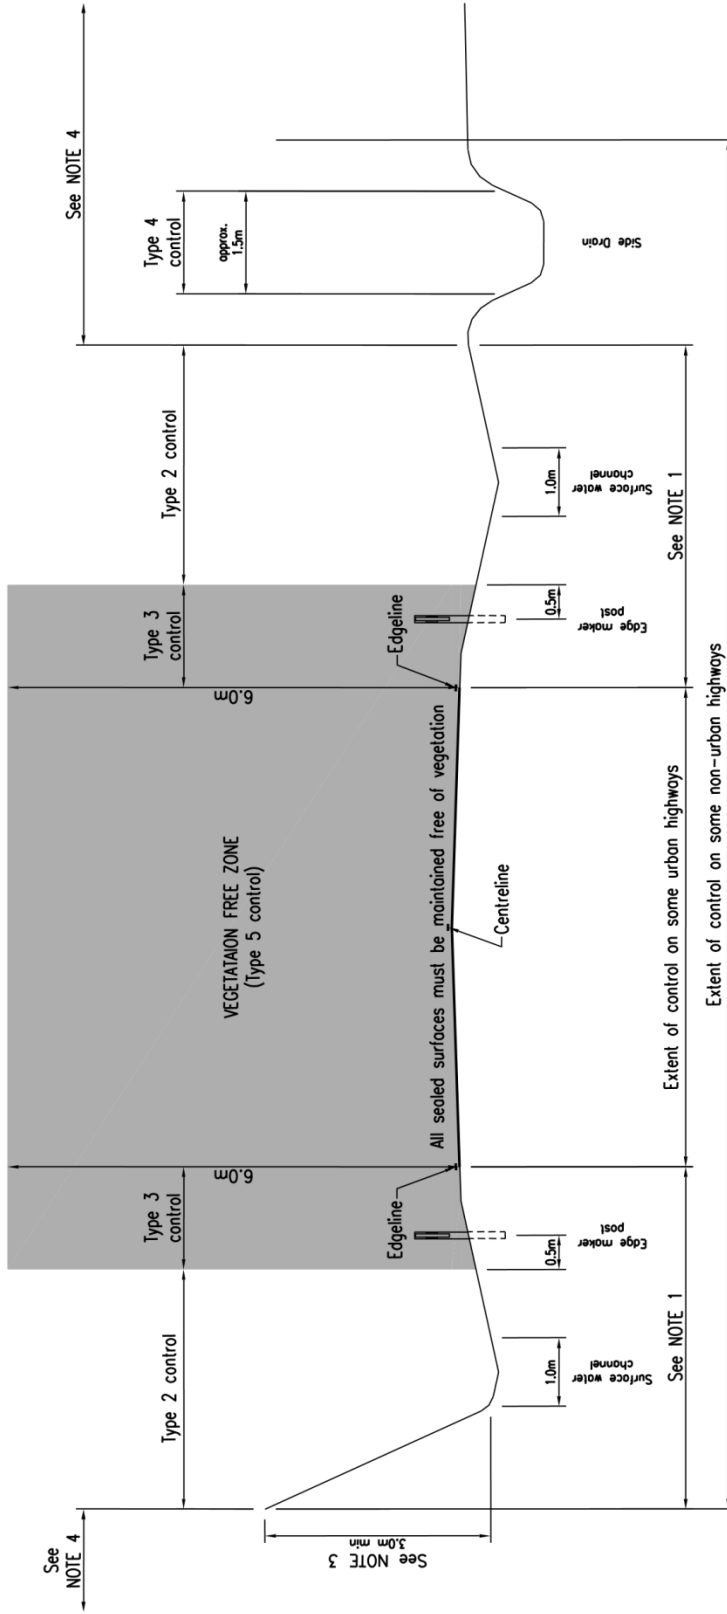 See
NOTE 4
See NOTE 4
Type 2 control
Type 3
control
Type 3
control
Type 2 control
Type 4
control
approx.
1.5m
VEGETATAION FREE ZONE
(Type 5 control)
6.0m
6.0m
Edgeline
Edgeline
All sealed surfaces must be maintained free of vegetation
Centreline
See NOTE 3
3.0m min
1.0m
Surface water
channel
0.5m
Edge maker
post
0.5m
Edge maker
post
1.0m
Surface water
channel
Side Drain
See NOTE 1
Extent of control on some urban highways
See NOTE 1
Extent of control on some non-urban highways